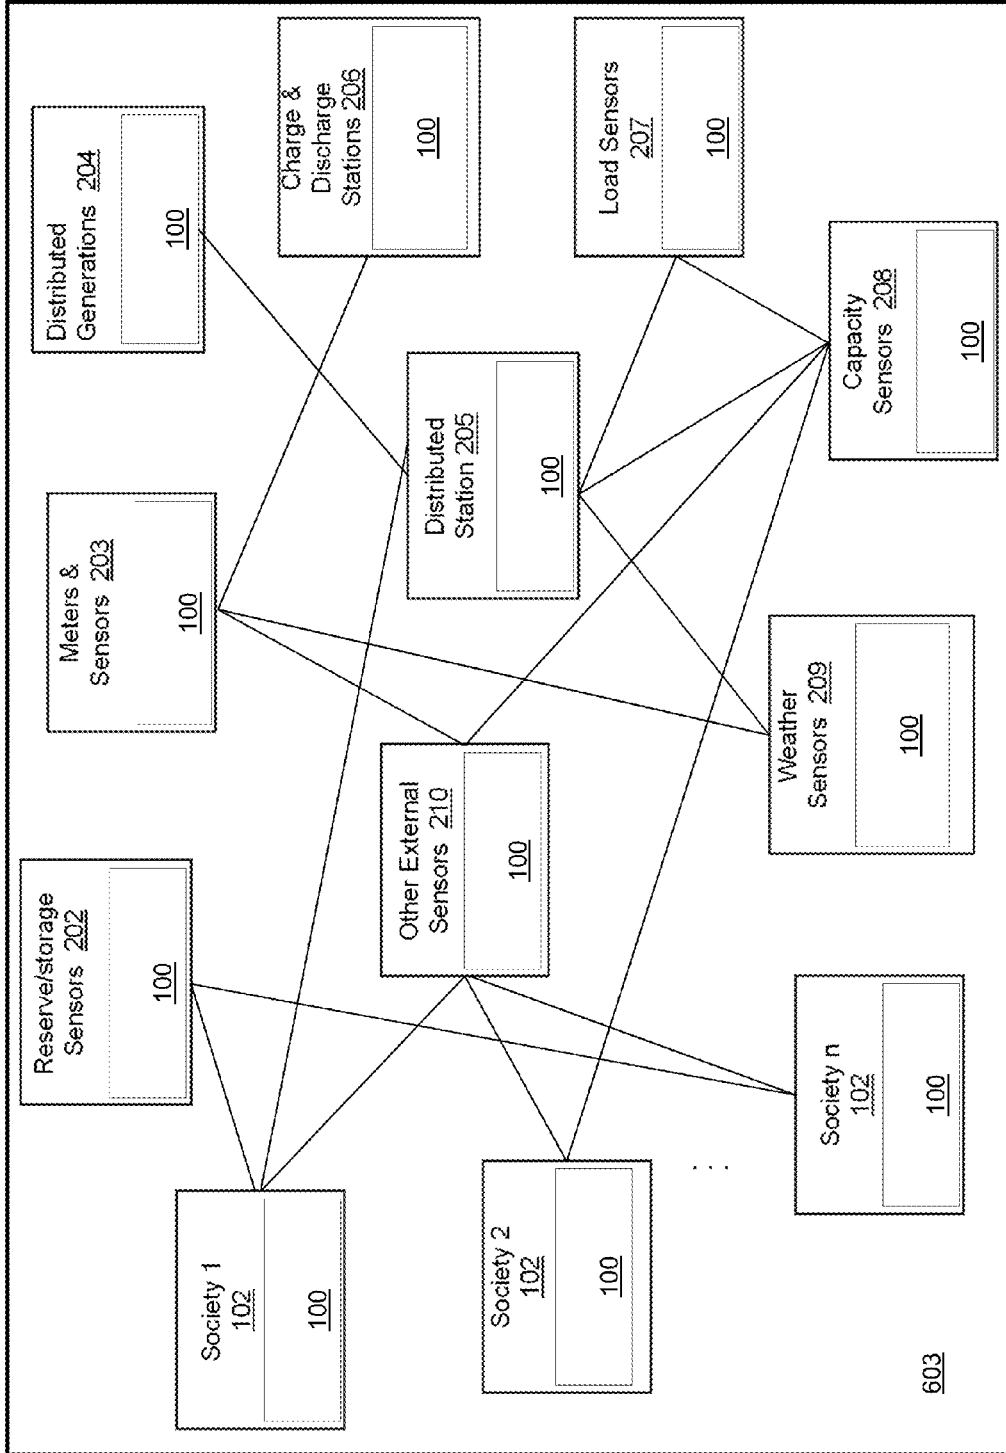 Reserve/storage
Sensors 202
100
Meters &
Sensors 203
100
Distributed
Generations 204
100
Society 1
102
100
Other External
Sensors 210
100
Distributed
Station 205
100
Charge &
Discharge
Stations 206
100
Society 2
102
100
. . .
Load Sensors
207
100
Society n
102
100
Weather
Sensors 209
100
Capacity
Sensors 208
100
603